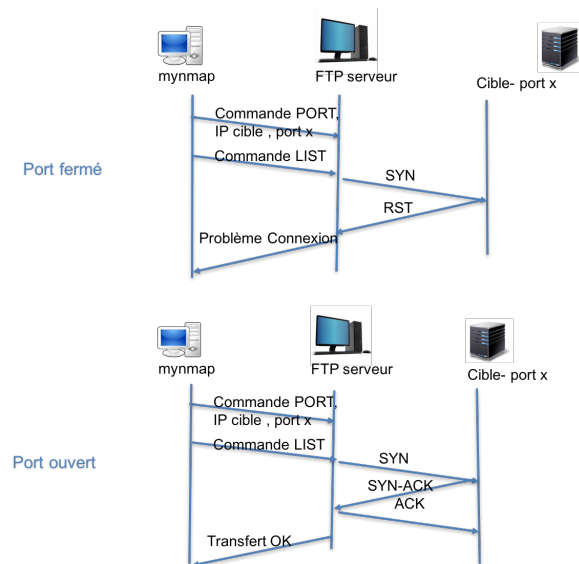 mynmap
FTP serveur
Cible- port x
Commande PORT,
IP cible , port x
Commande LIST
Port fermé
SYN
RST
Problème Connexion
mynmap
FTP serveur
Cible- port x
Commande PORT,
IP cible , port x
Commande LIST
Port ouvert
SYN
SYN-ACK
ACK
Transfert OK